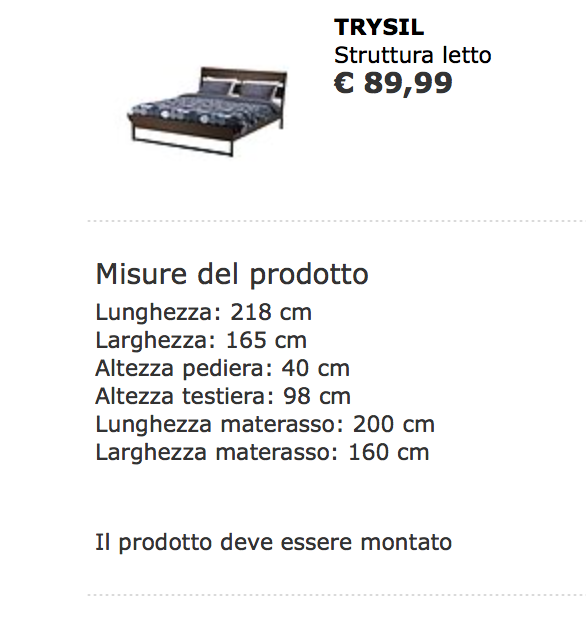 TRYSIL
Struttura letto
€ 89,99
Misure del prodotto
Lunghezza: 218 cm
Larghezza: 165 cm
Altezza pediera: 40 cm
Altezza testiera: 98 cm
Lunghezza materasso: 200 cm
Larghezza materasso: 160 cm
Il prodotto deve essere montato